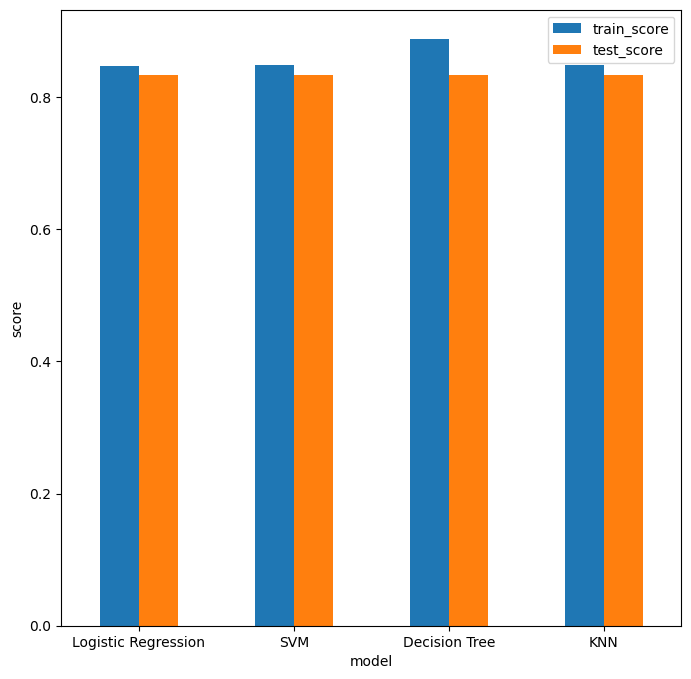 train_score
test_score
0.8
0.6
0.4
0.2
0.0
score
Logistic Regression SVM Decision Tree KNN
model